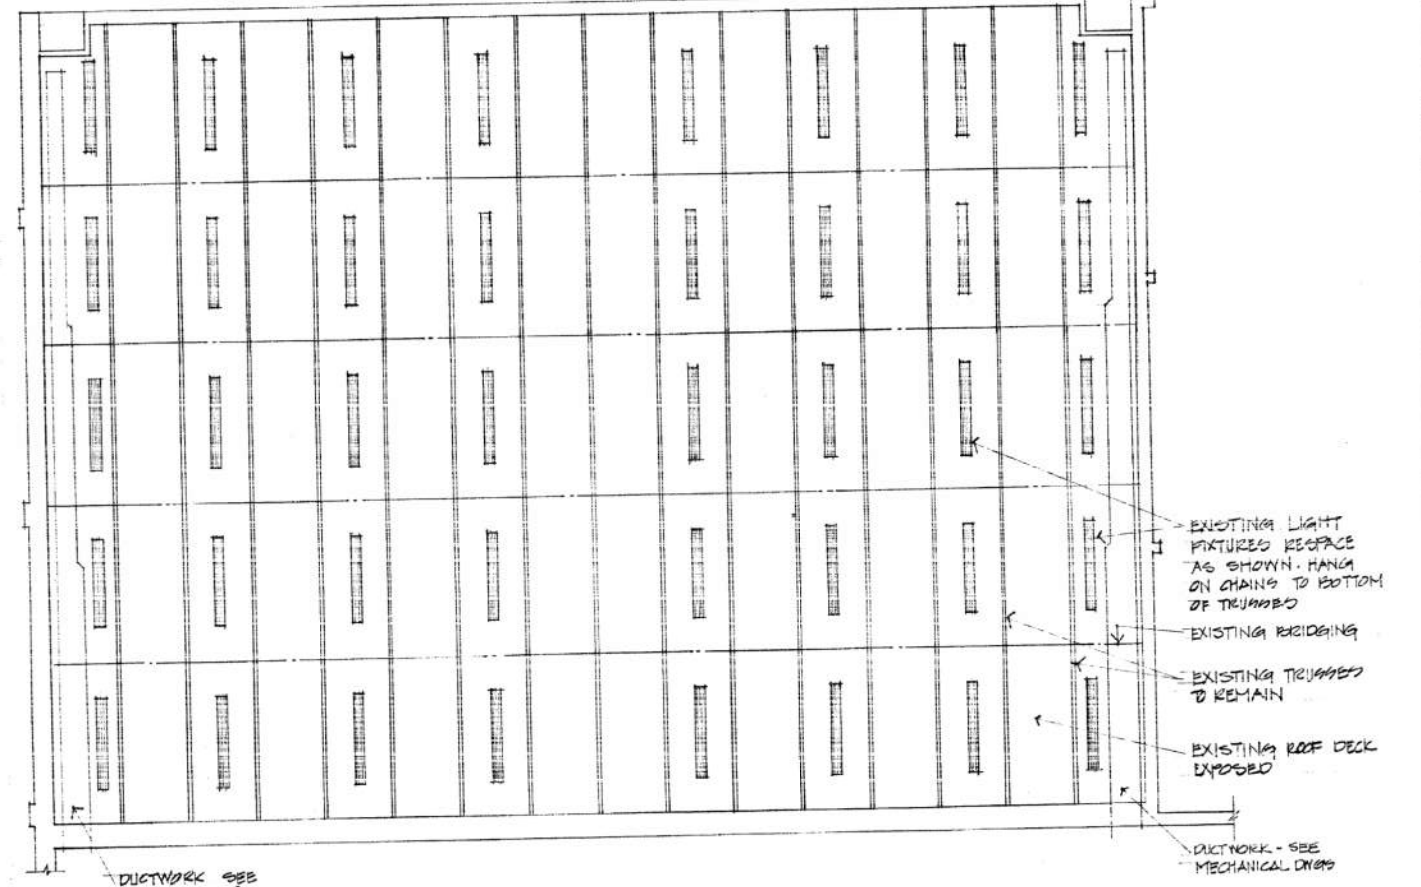 EXISTING LIGHT
FIXTURES RESPACE
AS SHOWN. HANG
ON CHAINS TO BOTTOM
OF TRUSSES
EXISTING BRIDGING
EXISTING TRUSSES
TO REMAIN
EXISTING ROOF DECK
EXPOSED
DUCTWORK - SEE
MECHANICAL DWGS
DUCTWORK SEE